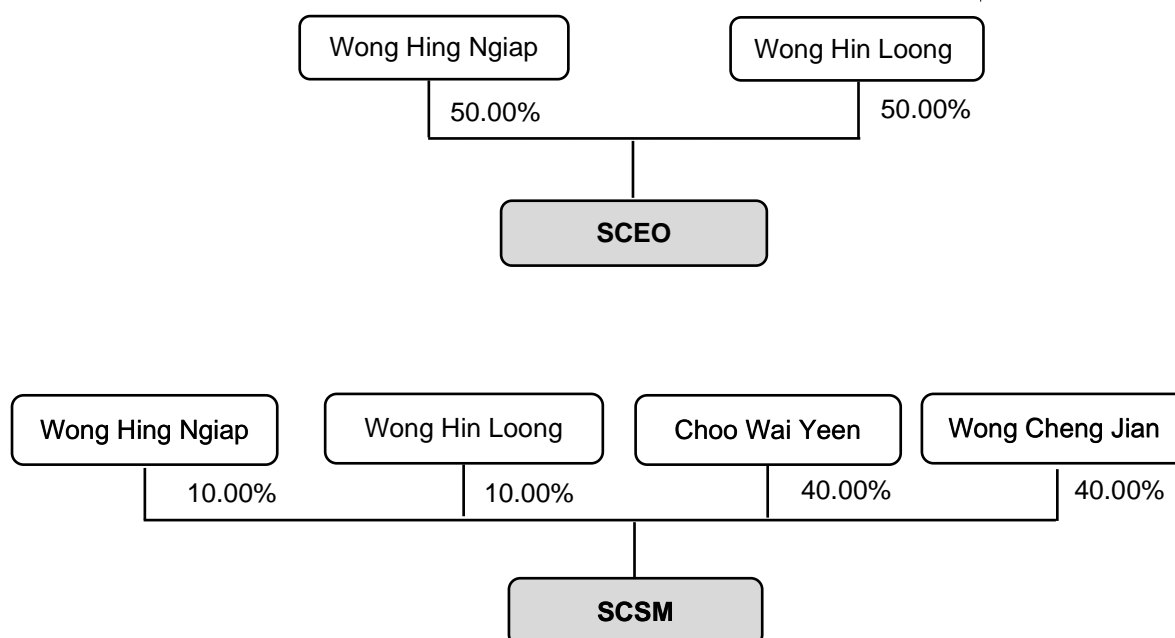 Wong Hing Ngiap
Wong Hin Loong
50.00%
50.00%
SCEO
Wong Hing Ngiap
Wong Hin Loong
Choo Wai Yeen
Wong Cheng Jian
10.00%
10.00%
40.00%
40.00%
SCSM